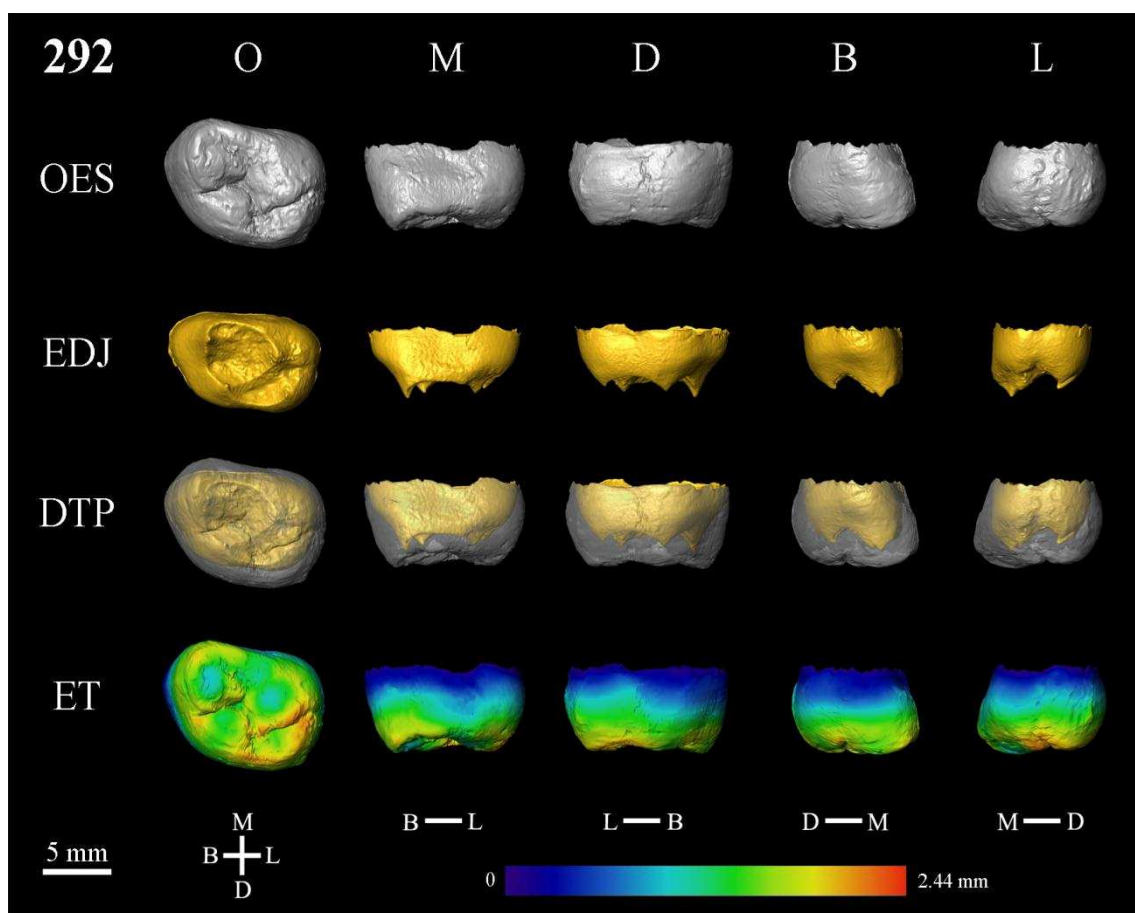 292 O M D B L
OES
EDJ
DTP
ET
M
B L
D
B L
L B
D M
M D
5 mm
0
2.44 mm